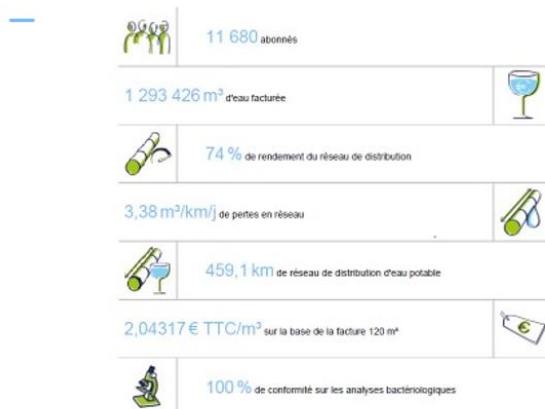 11 680 abonnés
1 293 426 m³ d'eau facturée
74 % de rendement du réseau de distribution
3,38 m³/km/j de pertes en réseau
459,1 km de réseau de distribution d'eau potable
2,04317 € TTC/m³ sur la base de la facture 120 m³
100 % de conformité sur les analyses bactériologiques